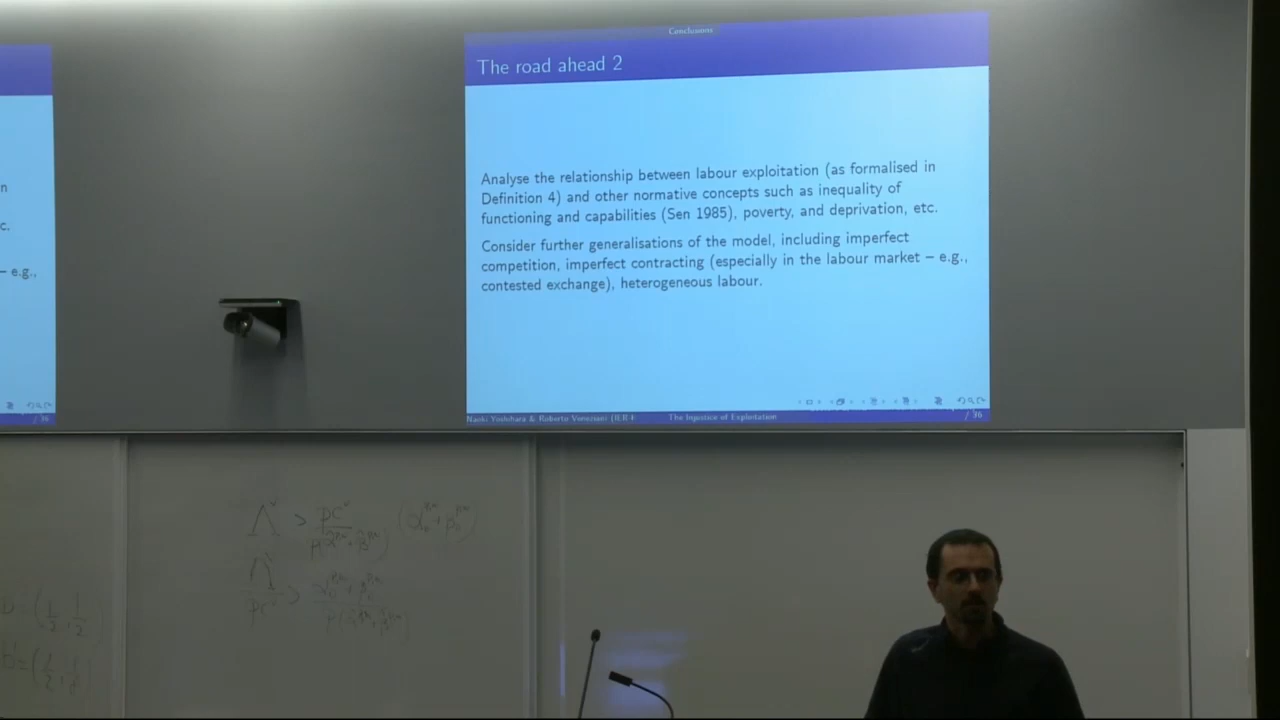 Conclusions
The road ahead 2
Analyse the relationship between labour exploitation (as formalised in
Definition 4) and other normative concepts such as inequality of
functioning and capabilities (Sen 1985), poverty, and deprivation, etc.
Consider further generalisations of the model, including imperfect
competition, imperfect contracting (especially in the labour market – e.g.,
contested exchange), heterogeneous labour.
Naoki Yoshihara & Roberto Veneziani
The Injustice of Exploitation
/ 36
n
c.
– e.g.,
/ 36